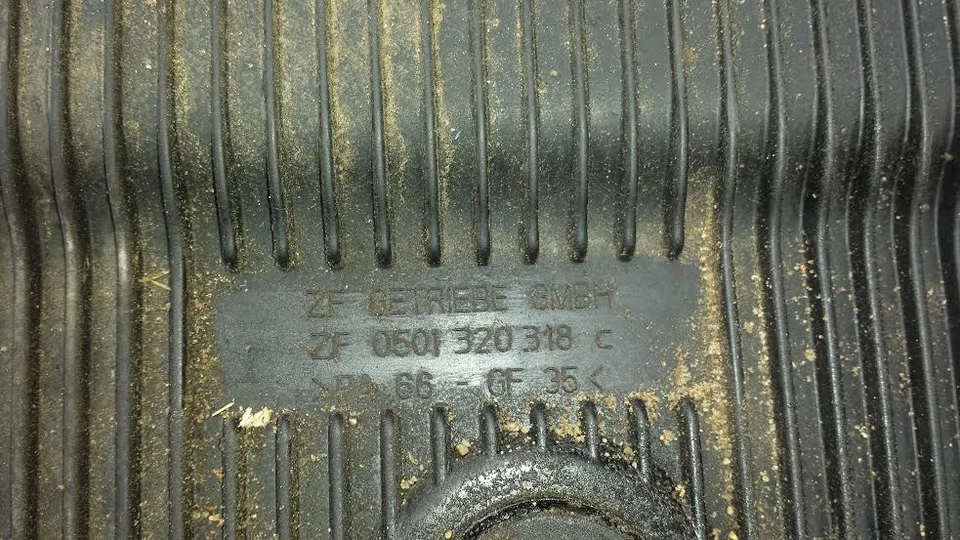 ZF GETRIEBE GMBH
ZF 0501 320 318 c
>PA 66 - GF 35<